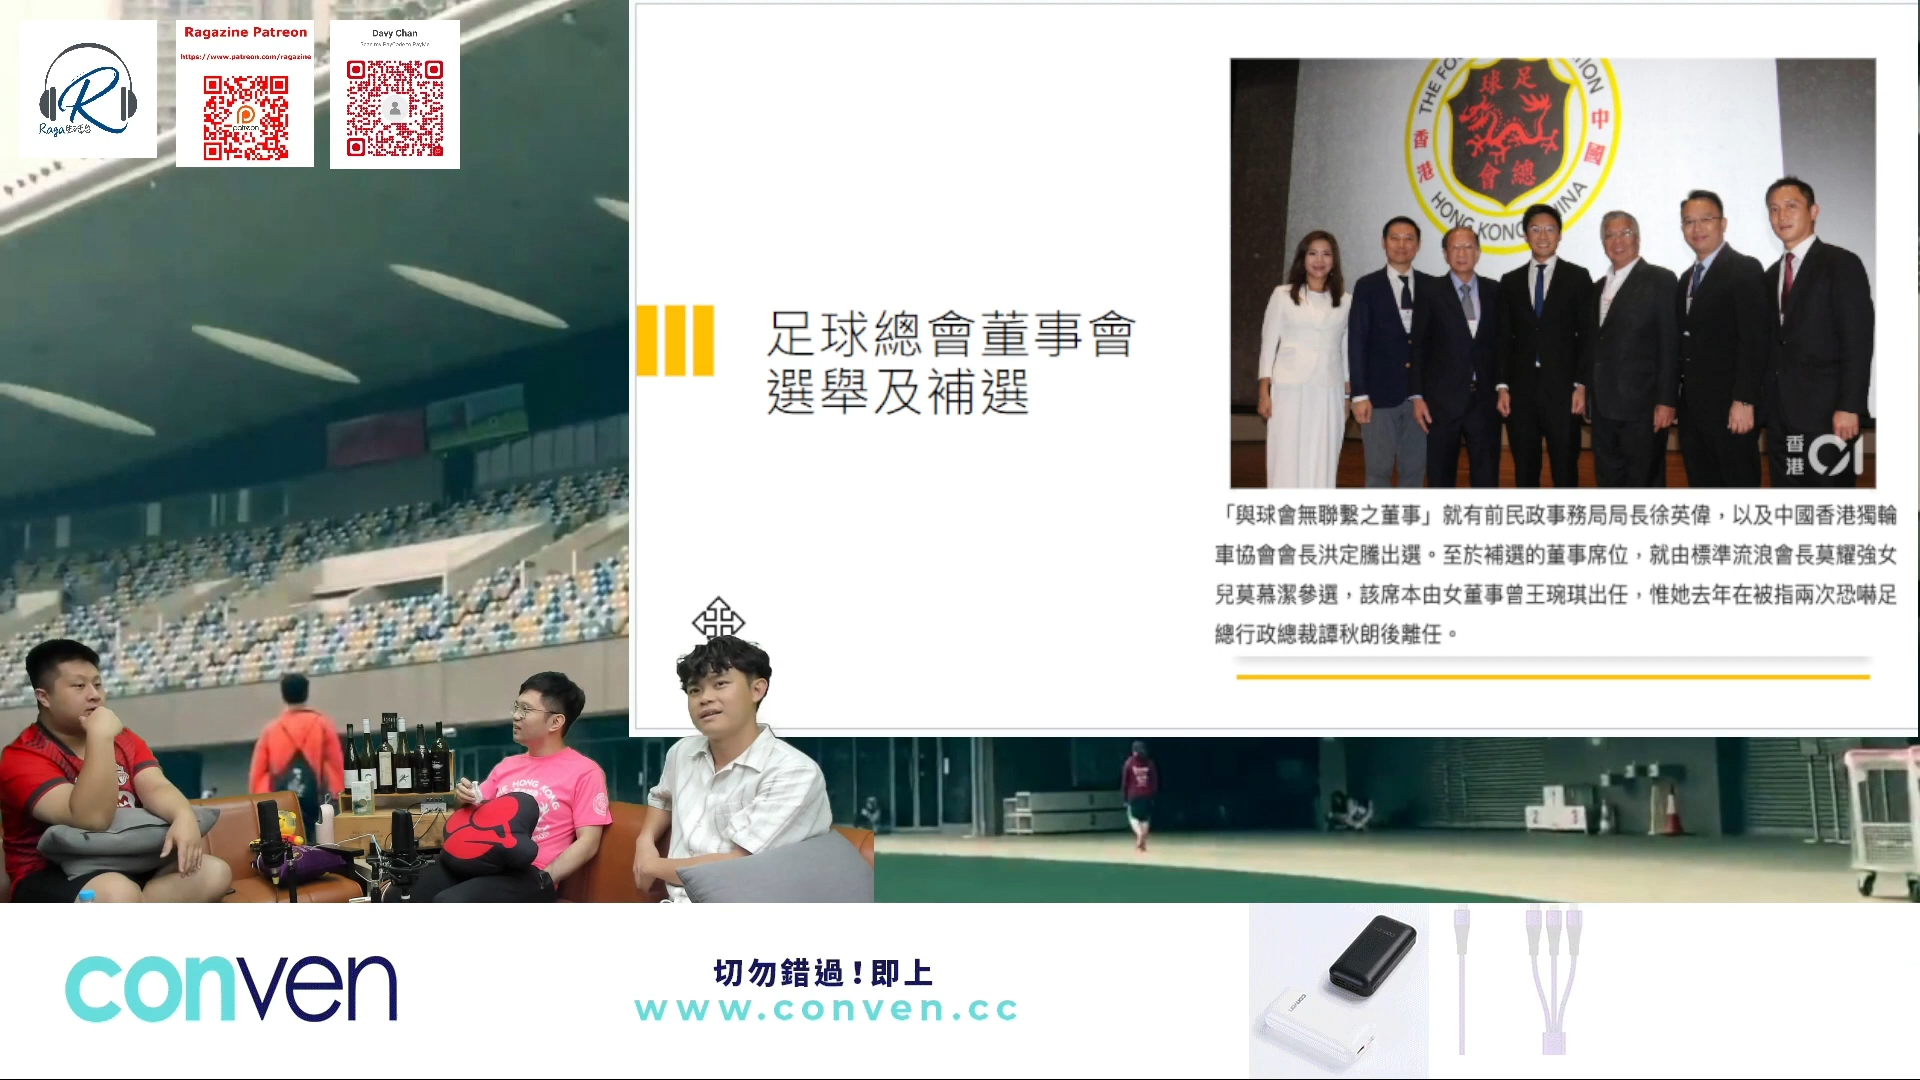 R
Raga
Ragazine Patreon
https://www.patreon.com/ragazine
patreon
Davy Chan
足球總會董事會
選舉及補選
THE FO
TION
足球
總會
香港
中國
HONG KONG
INA
香港01
「與球會無聯繫之董事」就有前民政事務局局長徐英偉，以及中國香港獨輪
車協會會長洪定騰出選。至於補選的董事席位，就由標準流浪會長莫耀強女
兒莫慕潔參選，該席本由女董事曾王琬琪出任，惟她去年在被指兩次恐嚇足
總行政總裁譚秋朗後離任。
HONG KONG
conven
切勿錯過！即上
www.conven.cc